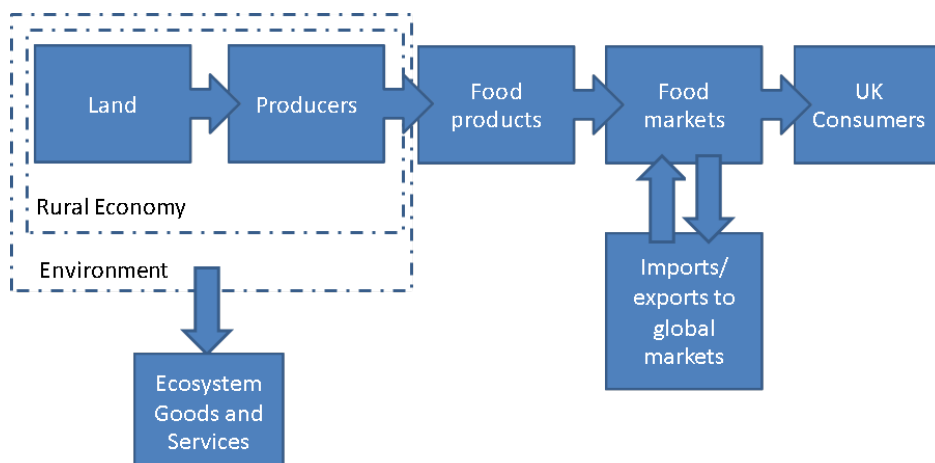 Land
Producers
Food
products
Food
markets
UK
Consumers
Rural Economy
Environment
Imports/
exports to
global
markets
Ecosystem
Goods and
Services